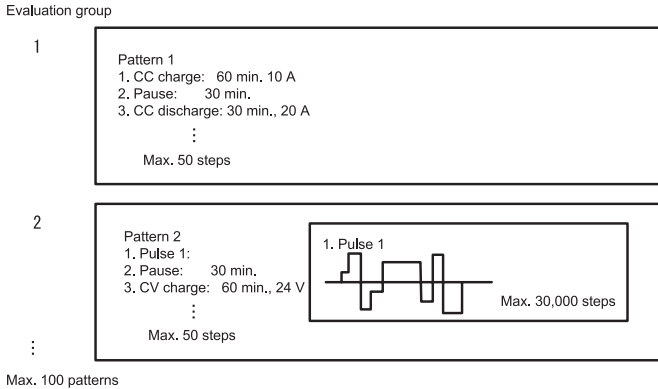 Evaluation group
1
Pattern 1
1. CC charge: 60 min. 10 A
2. Pause: 30 min.
3. CC discharge: 30 min., 20 A
⋮
Max. 50 steps
2
Pattern 2
1. Pulse 1:
2. Pause: 30 min.
3. CV charge: 60 min., 24 V
⋮
Max. 50 steps
1. Pulse 1
Max. 30,000 steps
⋮
Max. 100 patterns